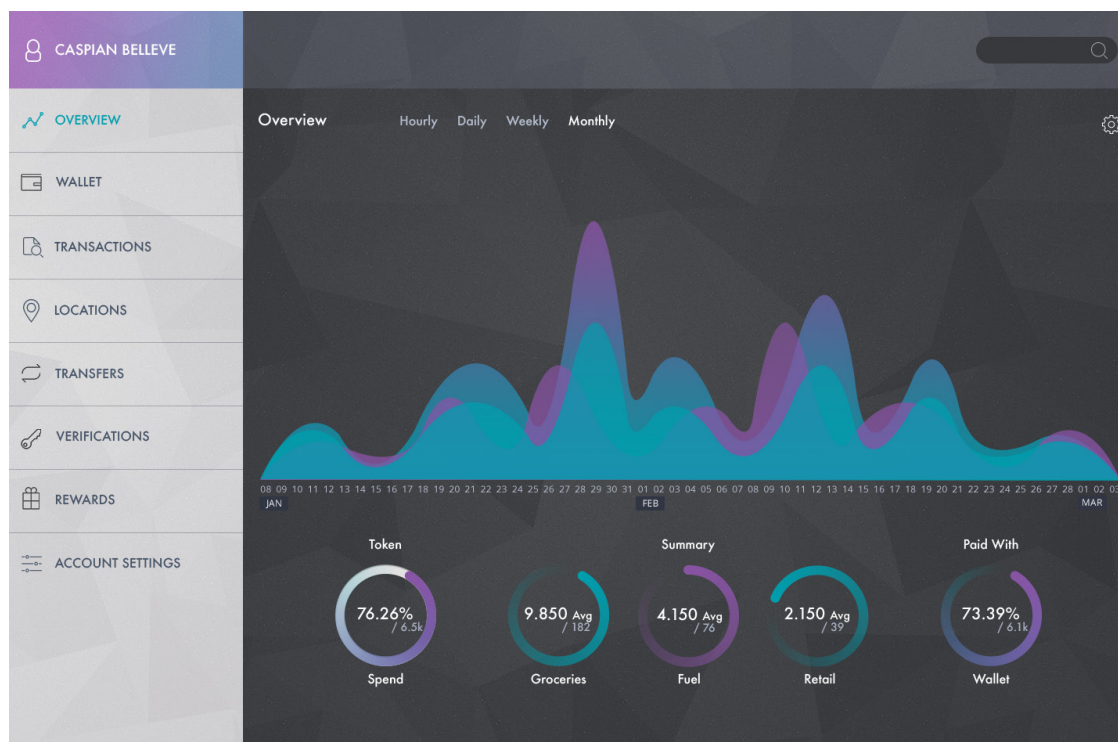 CASPIAN BELLEVE
OVERVIEW
WALLET
TRANSACTIONS
LOCATIONS
TRANSFERS
VERIFICATIONS
REWARDS
ACCOUNT SETTINGS
Overview Hourly Daily Weekly Monthly
08 09 10 11 12 13 14 15 16 17 18 19 20 21 22 23 24 25 26 27 28 29 30 31 01 02 03 04 05 06 07 08 09 10 11 12 13 14 15 16 17 18 19 20 21 22 23 24 25 26 27 28 01 02 03
JAN FEB MAR
Token Summary Paid With
76.26% 9.850 Avg 4.150 Avg 2.150 Avg 73.39%
/ 6.5k / 182 / 76 / 39 / 6.1k
Spend Groceries Fuel Retail Wallet